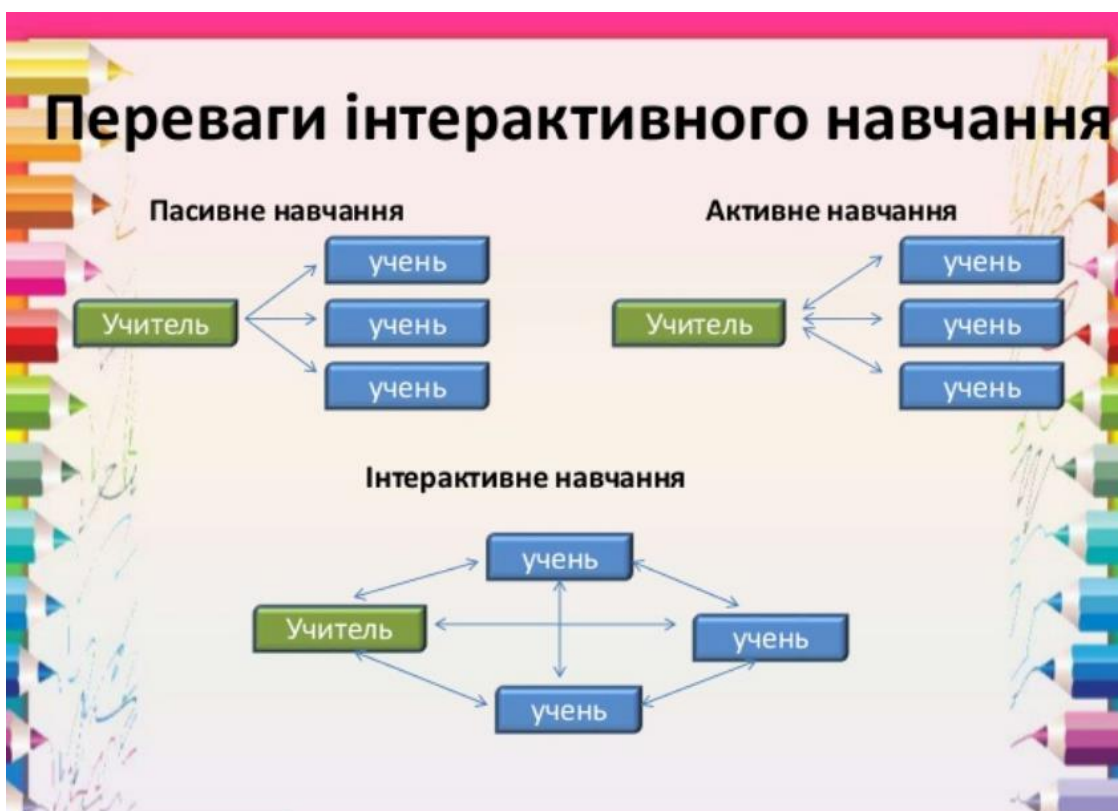 Переваги інтерактивного навчання
Пасивне навчання
учень
Учитель
учень
учень
Активне навчання
учень
Учитель
учень
учень
Інтерактивне навчання
учень
Учитель
учень
учень